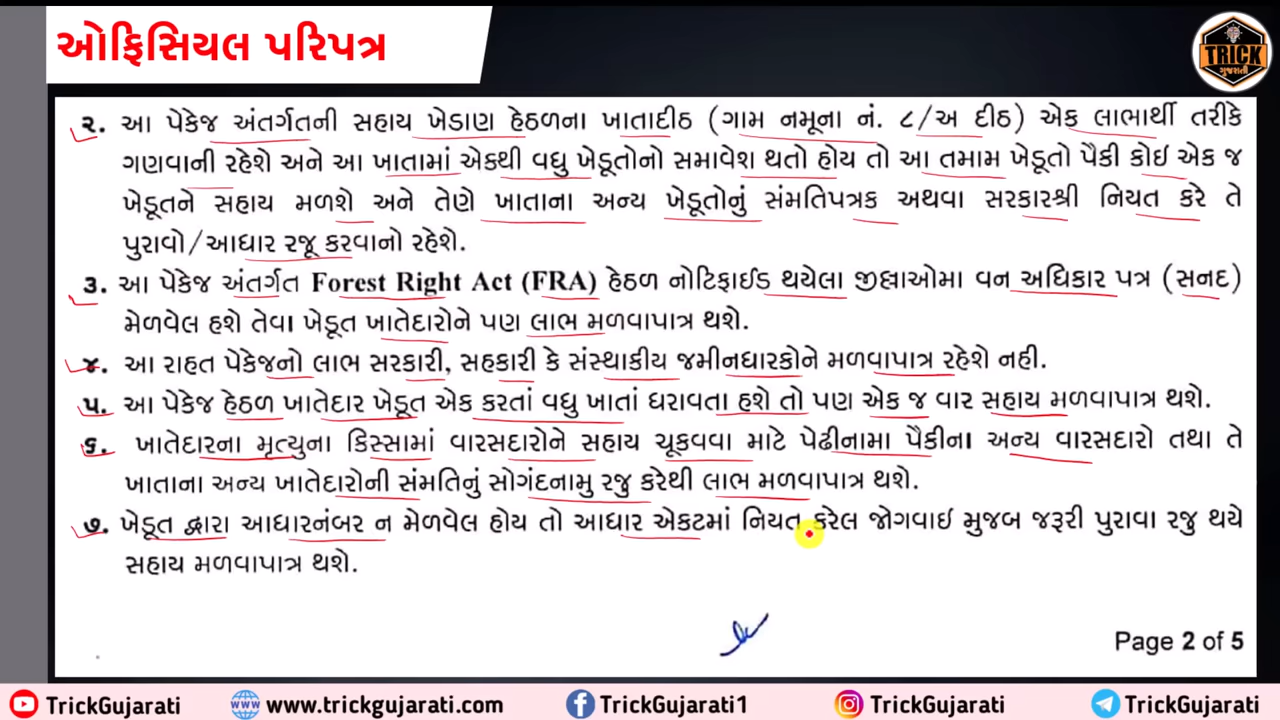 ઓફિસિયલ પરિપત્ર
TRICK
ગુજરાતી
૨. આ પેકેજ અંતર્ગતની સહાય ખેડાણ હેઠળના ખાતાદીઠ (ગામ નમૂના નં. ૮/અ દીઠ) એક લાભાર્થી તરીકે
ગણવાની રહેશે અને આ ખાતામાં એકથી વધુ ખેડૂતોનો સમાવેશ થતો હોય તો આ તમામ ખેડૂતો પૈકી કોઇ એક જ
ખેડૂતને સહાય મળશે અને તેણે ખાતાના અન્ય ખેડૂતોનું સંમતિપત્રક અથવા સરકારશ્રી નિયત કરે તે
પુરાવો/આધાર રજૂ કરવાનો રહેશે.
૩. આ પેકેજ અંતર્ગત Forest Right Act (FRA) હેઠળ નોટિફાઈડ થયેલા જીલ્લાઓમા વન અધિકાર પત્ર (સનદ)
મેળવેલ હશે તેવા ખેડૂત ખાતેદારોને પણ લાભ મળવાપાત્ર થશે.
૪. આ રાહત પેકેજનો લાભ સરકારી, સહકારી કે સંસ્થાકીય જમીનધારકોને મળવાપાત્ર રહેશે નહી.
૫. આ પેકેજ હેઠળ ખાતેદાર ખેડૂત એક કરતાં વધુ ખાતાં ધરાવતા હશે તો પણ એક જ વાર સહાય મળવાપાત્ર થશે.
૬. ખાતેદારના મૃત્યુના કિસ્સામાં વારસદારોને સહાય ચૂકવવા માટે પેઢીનામા પૈકીના અન્ય વારસદારો તથા તે
ખાતાના અન્ય ખાતેદારોની સંમતિનું સોગંદનામુ રજુ કરેથી લાભ મળવાપાત્ર થશે.
૭. ખેડૂત દ્વારા આધારનંબર ન મેળવેલ હોય તો આધાર એકટમાં નિયત કરેલ જોગવાઇ મુજબ જરૂરી પુરાવા રજુ થયે
સહાય મળવાપાત્ર થશે.
Page 2 of 5
TrickGujarati www.trickgujarati.com TrickGujarati1 TrickGujarati TrickGujarati